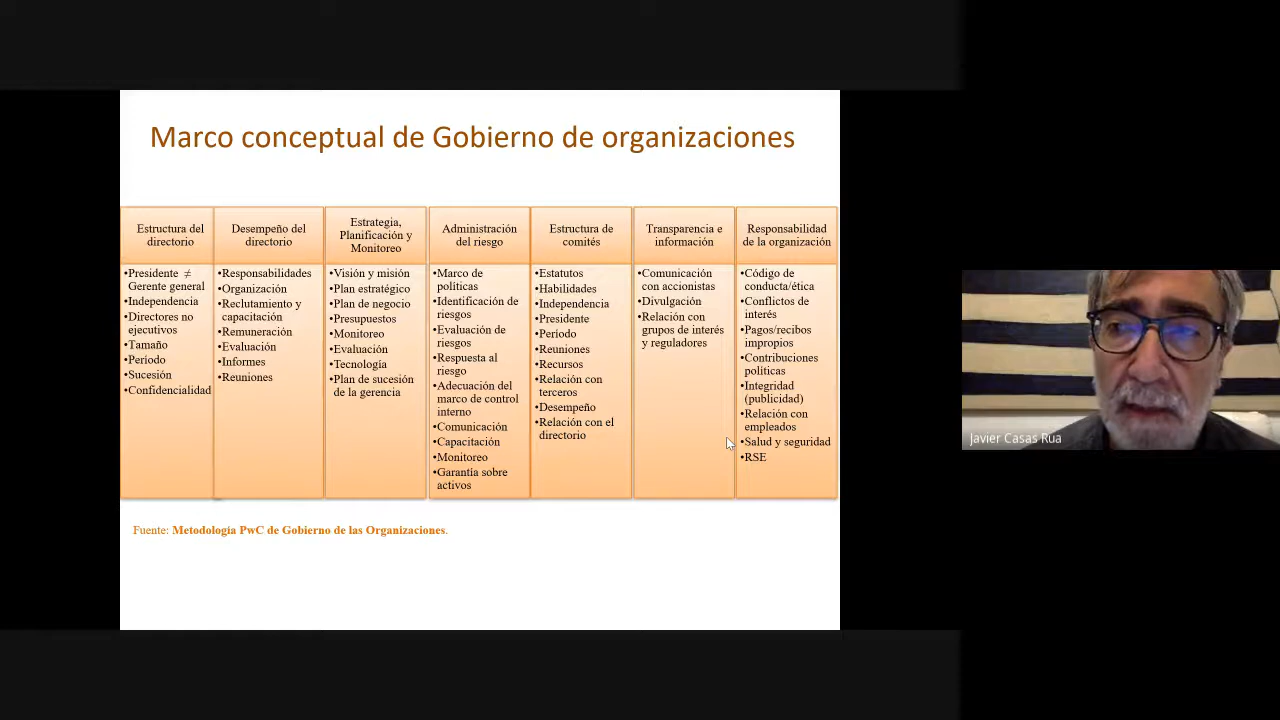 Marco conceptual de Gobierno de organizaciones
Estructura del
directorio
•Presidente ≠
Gerente general
•Independencia
•Directores no
ejecutivos
•Tamaño
•Período
•Sucesión
•Confidencialidad
Desempeño del
directorio
•Responsabilidades
•Organización
•Reclutamiento y
capacitación
•Remuneración
•Evaluación
•Informes
•Reuniones
Estrategia,
Planificación y
Monitoreo
•Visión y misión
•Plan estratégico
•Plan de negocio
•Presupuestos
•Monitoreo
•Evaluación
•Tecnología
•Plan de sucesión
de la gerencia
Administración
del riesgo
•Marco de
políticas
•Identificación de
riesgos
•Evaluación de
riesgos
•Respuesta al
riesgo
•Adecuación del
marco de control
interno
•Comunicación
•Capacitación
•Monitoreo
•Garantía sobre
activos
Estructura de
comités
•Estatutos
•Habilidades
•Independencia
•Presidente
•Período
•Reuniones
•Recursos
•Relación con
terceros
•Desempeño
•Relación con el
directorio
Transparencia e
información
•Comunicación
con accionistas
•Divulgación
•Relación con
grupos de interés
y reguladores
Responsabilidad
de la organización
•Código de
conducta/ética
•Conflictos de
interés
•Pagos/recibos
impropios
•Contribuciones
políticas
•Integridad
(publicidad)
•Relación con
empleados
•Salud y seguridad
•RSE
Fuente: Metodología PwC de Gobierno de las Organizaciones.
Javier Casas Rua